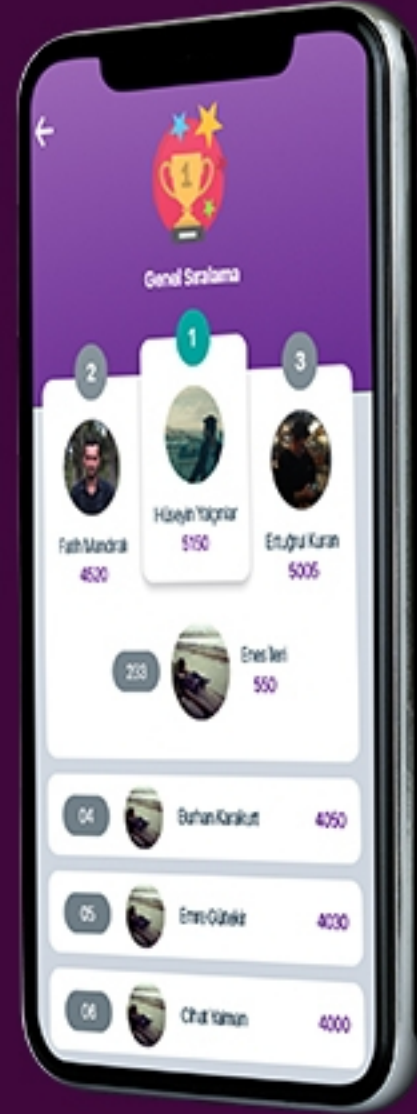 1
Genel Sıralama
1
2
3
Hüseyin Yalçınlar
5150
Fatih Mandıralı
4520
Ertuğrul Kuran
5005
233
Enes İleri
550
04
Burhan Karakurt
4050
05
Emre Gültekir
4030
06
Cihat Yalman
4000